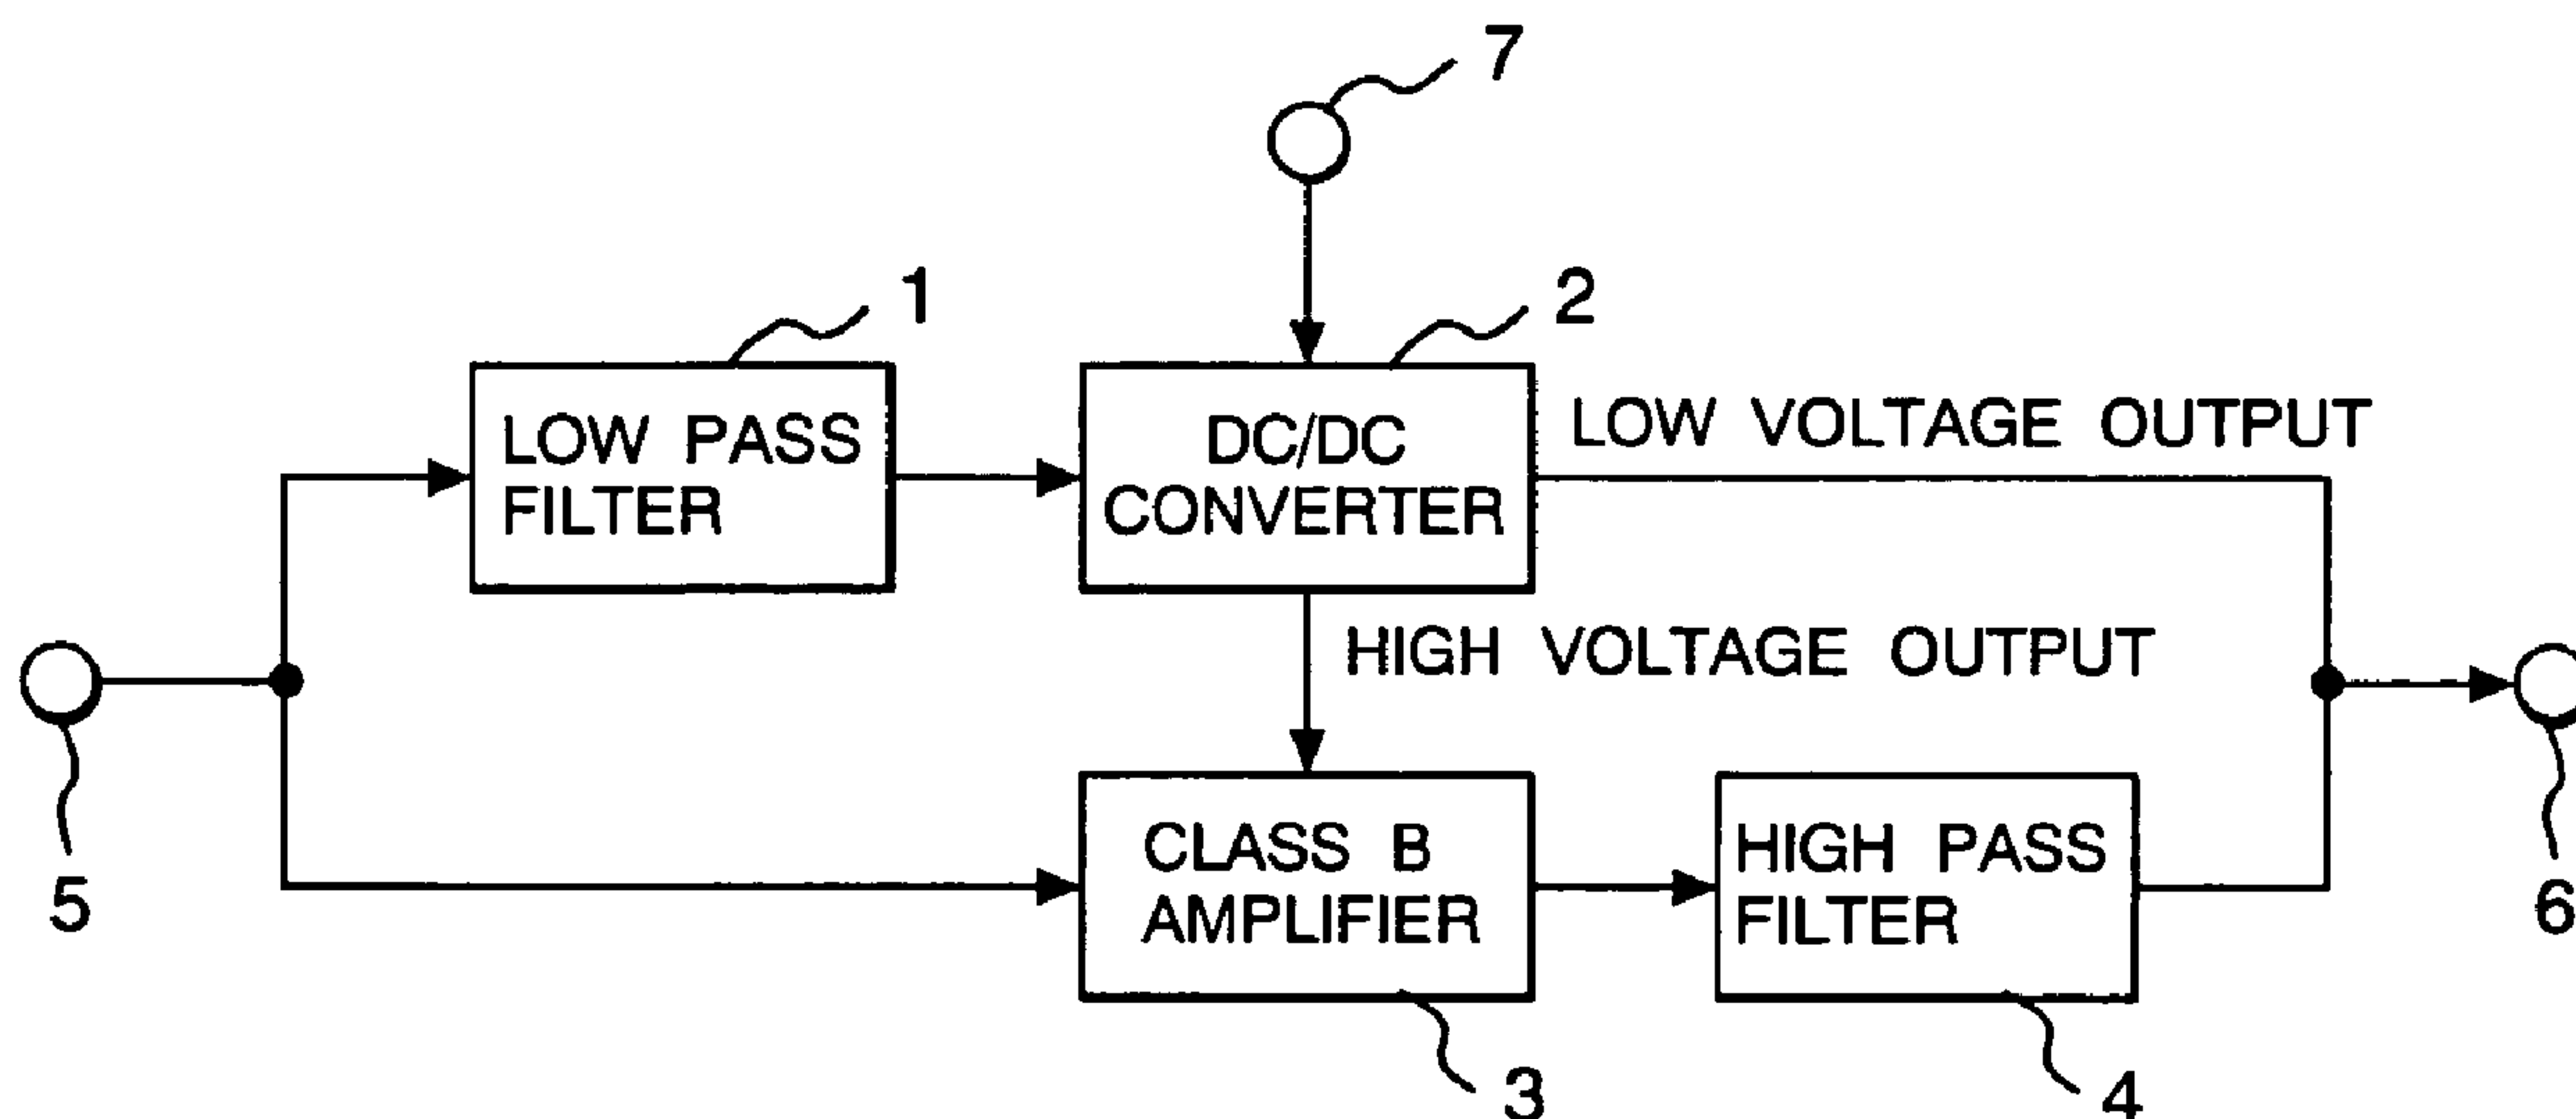 7
1
2
LOW PASS
FILTER
DC/DC
CONVERTER
LOW VOLTAGE OUTPUT
HIGH VOLTAGE OUTPUT
5
CLASS B
AMPLIFIER
HIGH PASS
FILTER
6
3
4